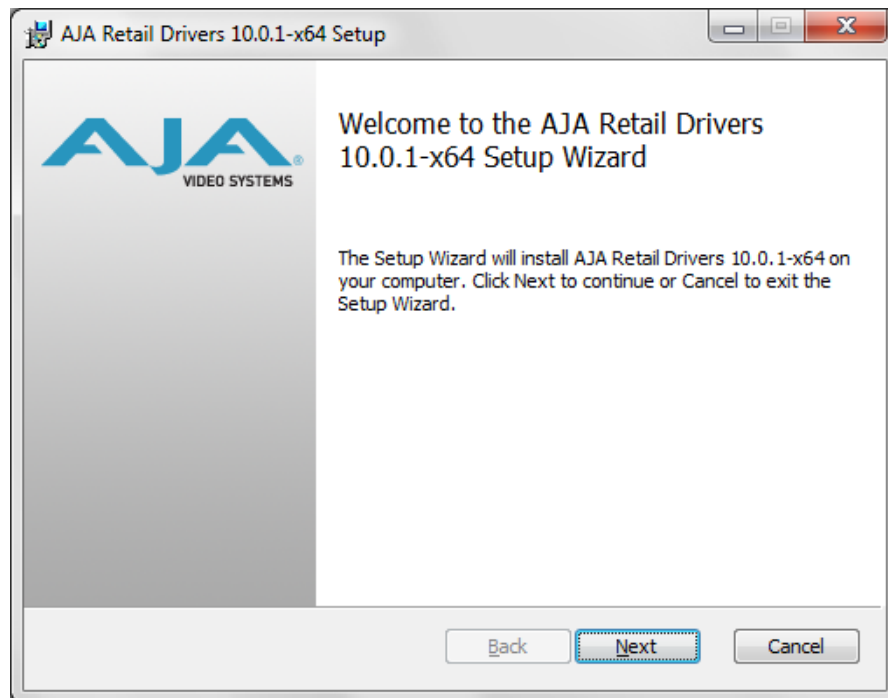 AJA Retail Drivers 10.0.1-x64 Setup
AJA®
VIDEO SYSTEMS
Welcome to the AJA Retail Drivers
10.0.1-x64 Setup Wizard
The Setup Wizard will install AJA Retail Drivers 10.0.1-x64 on
your computer. Click Next to continue or Cancel to exit the
Setup Wizard.
Back
Next
Cancel